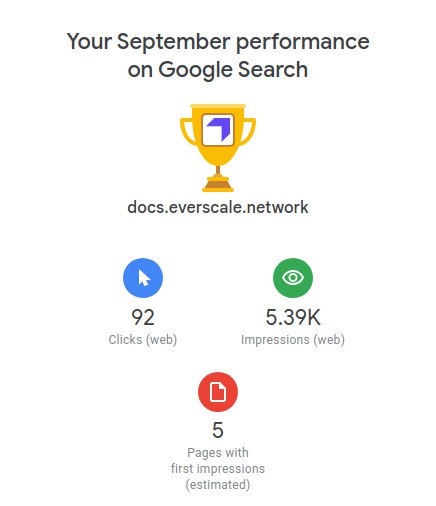 Your September performance
on Google Search
docs.everscale.network
92
Clicks (web)
5.39K
Impressions (web)
5
Pages with
first impressions
(estimated)